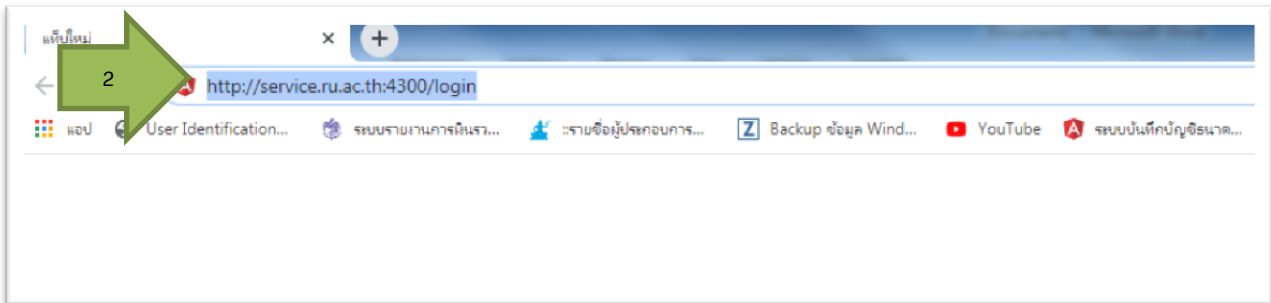 แท็บใหม่
2
http://service.ru.ac.th:4300/login
แอป User Identification... ระบบรายงานการเงินรา... ::รายชื่อผู้ประกอบการ... Z Backup ข้อมูล Wind... YouTube ระบบบันทึกบัญชีธนาค...